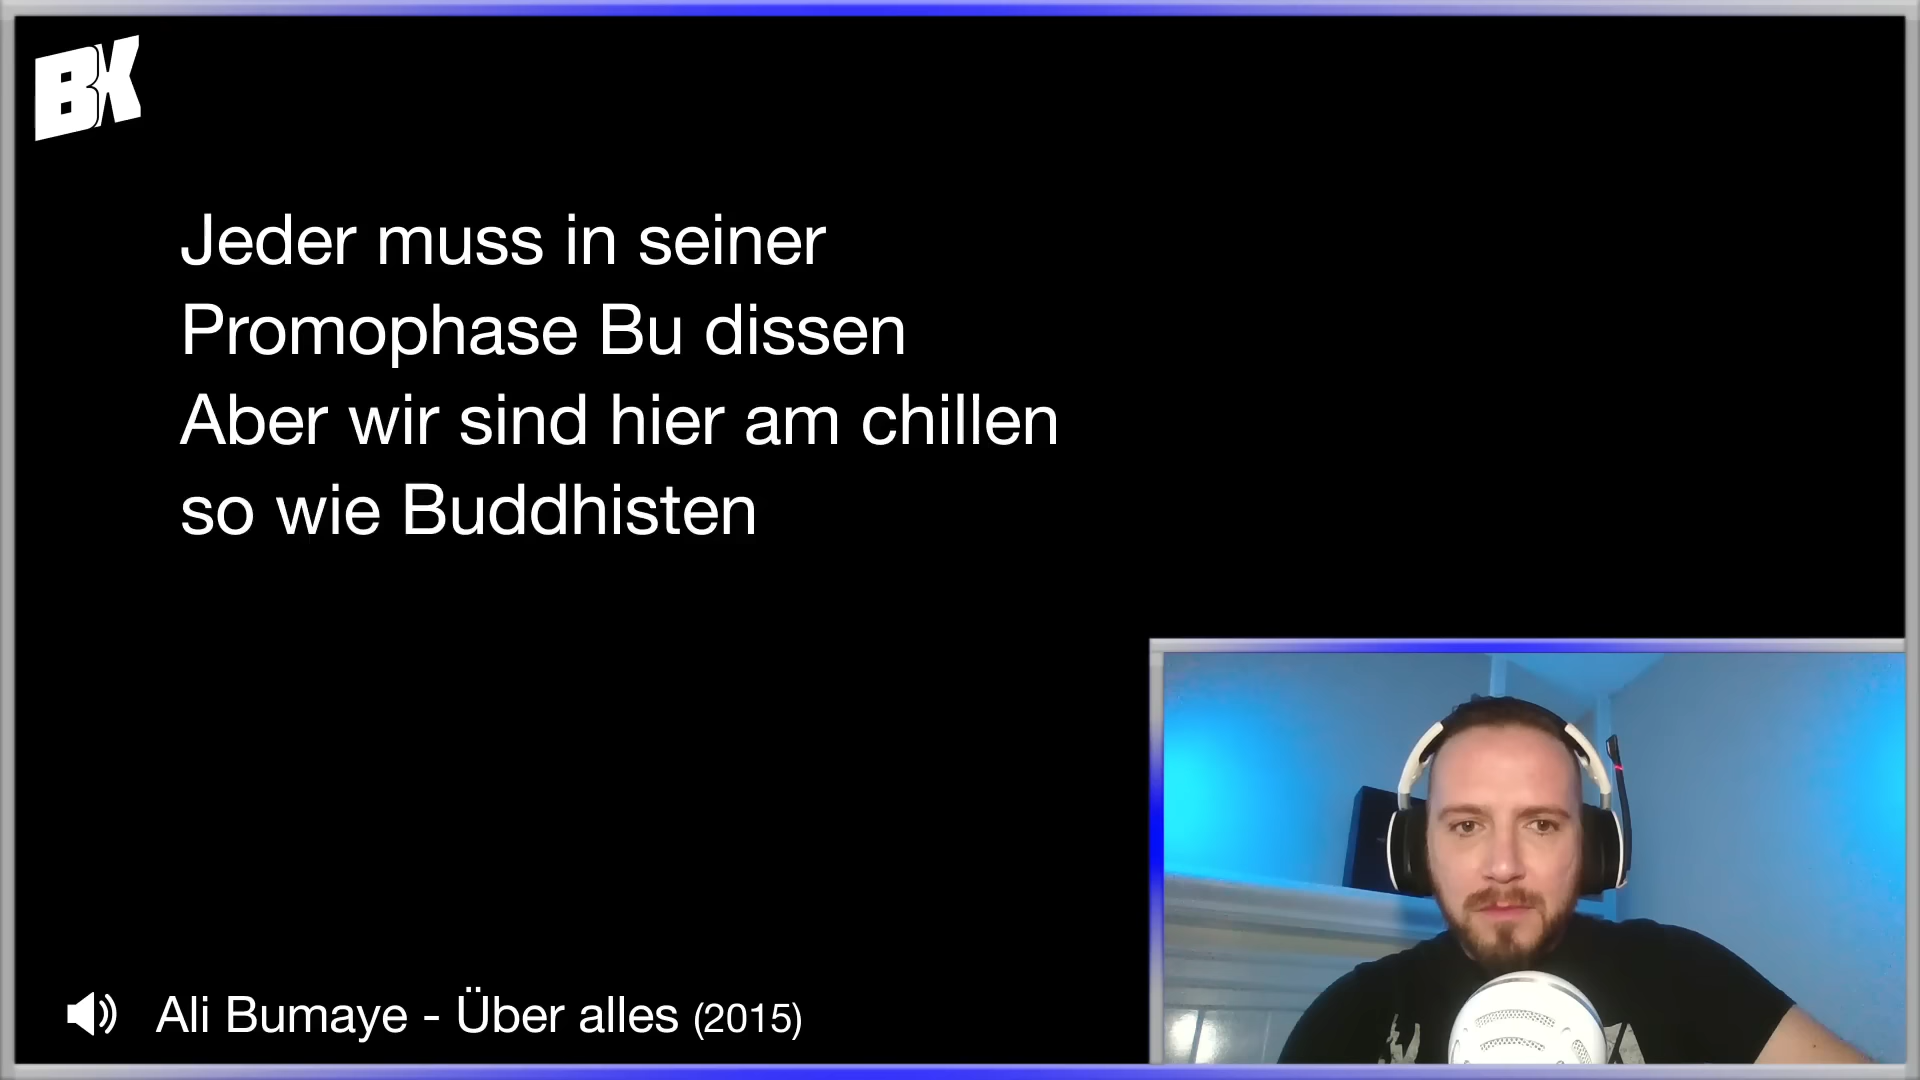 BK
Jeder muss in seiner
Promophase Bu dissen
Aber wir sind hier am chillen
so wie Buddhisten
Ali Bumaye - Über alles (2015)